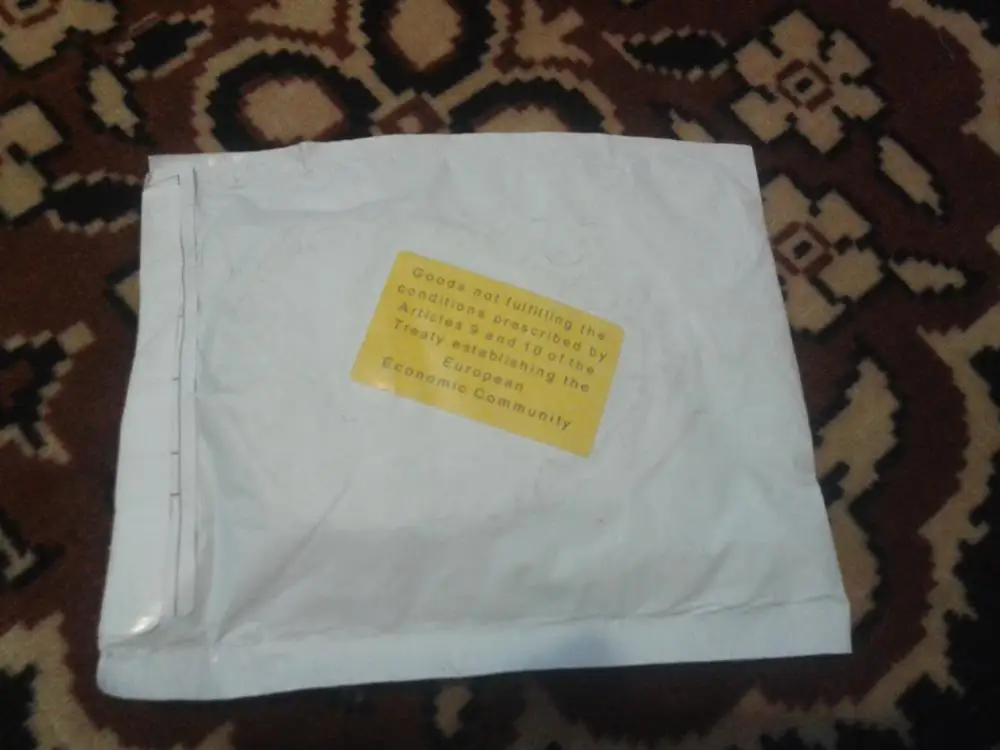 Goods not fulfilling the
conditions prescribed by
Articles 9 and 10 of the
Treaty establishing the
European
Economic Community